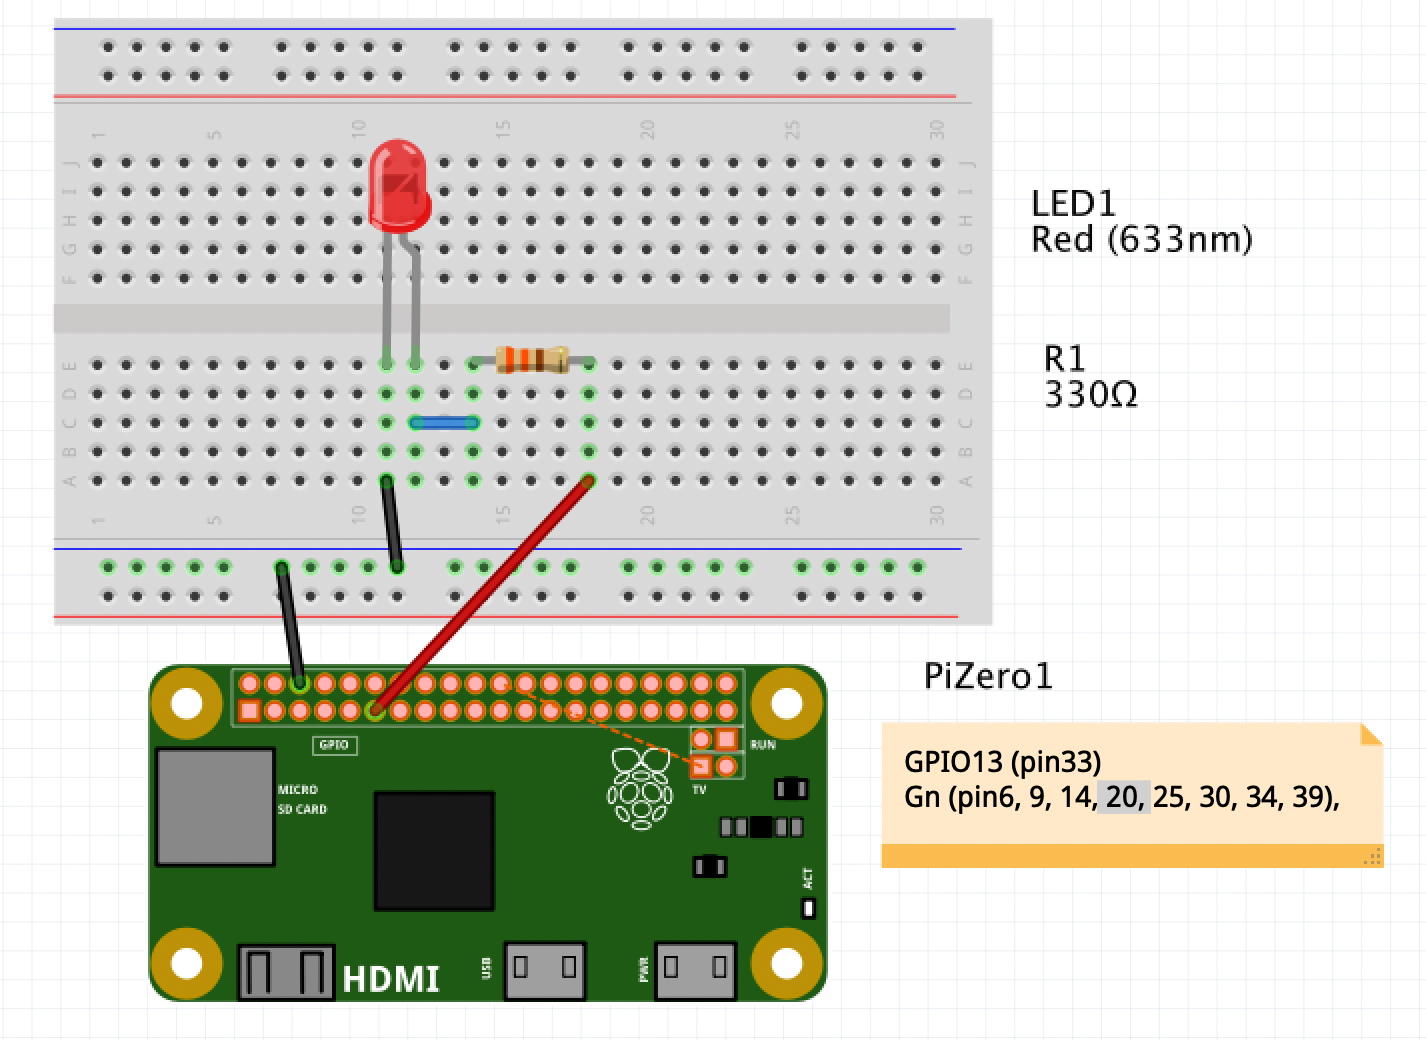 1 5 10 15 20 25 30
J J
I I
H H
G G
F F
E E
D D
C C
B B
A A
1 5 10 15 20 25 30
LED1
Red (633nm)
R1
330Ω
PiZero1
GPIO13 (pin33)
Gn (pin6, 9, 14, 20, 25, 30, 34, 39),
GPIO
RUN
TV
MICRO
SD CARD
ACT
HDMI
USB
PWR